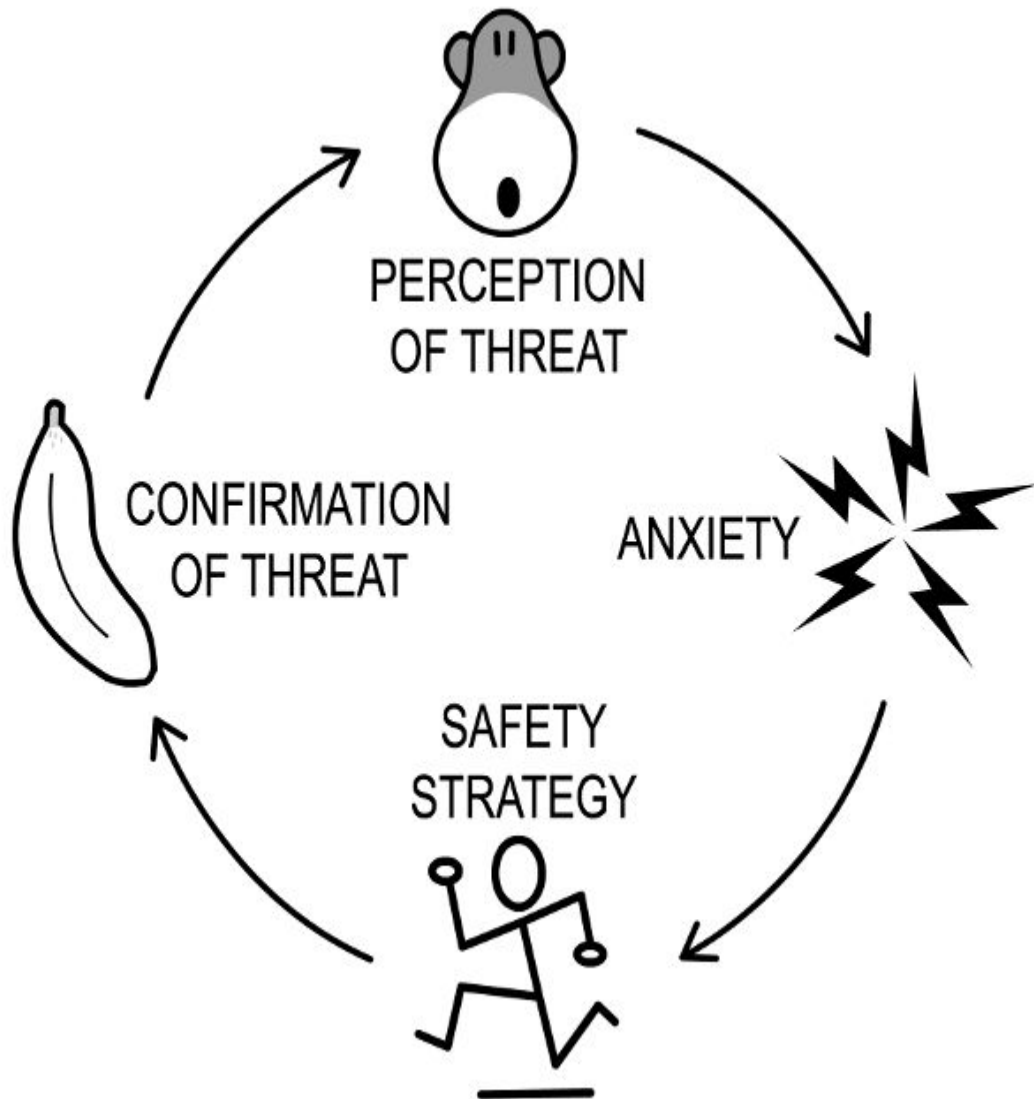 PERCEPTION
OF THREAT
ANXIETY
SAFETY
STRATEGY
CONFIRMATION
OF THREAT